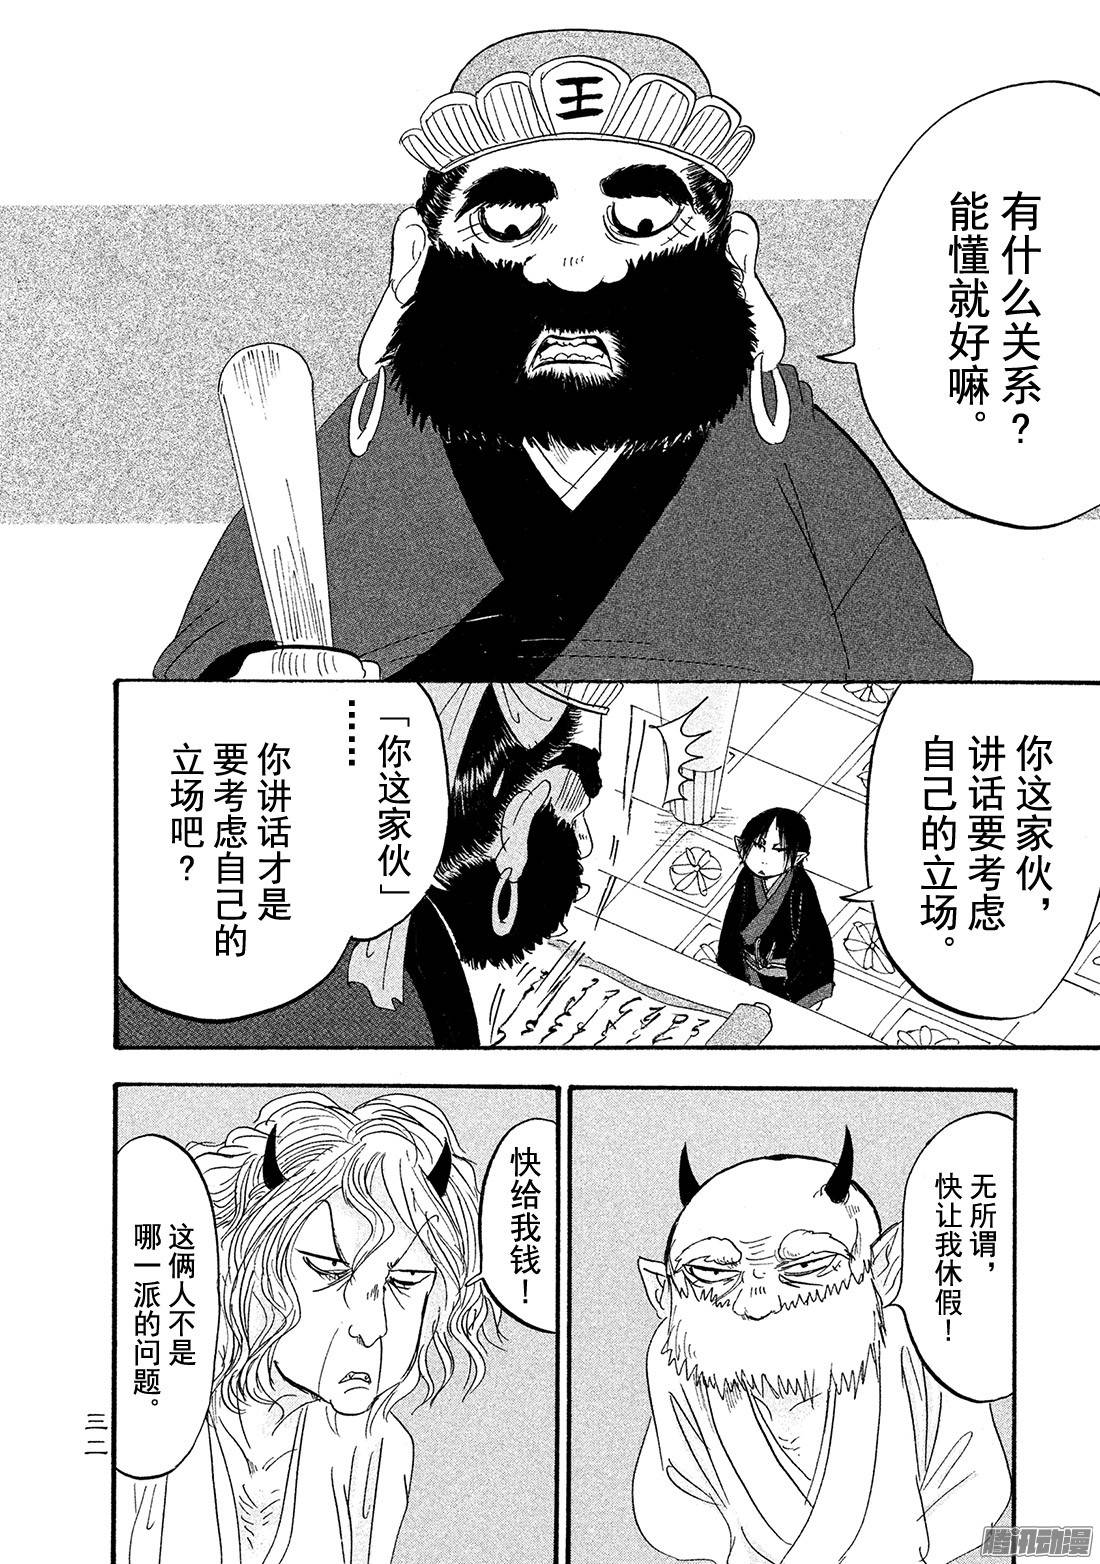 王
有什么关系？
能懂就好嘛。
你这家伙，
讲话要考虑
自己的立场。
「你这家伙」
……
你讲话才是
要考虑自己的
立场吧？
无所谓，
快让我休假！
快给我钱！
这俩人不是
哪一派的问题。
三二
腾讯动漫